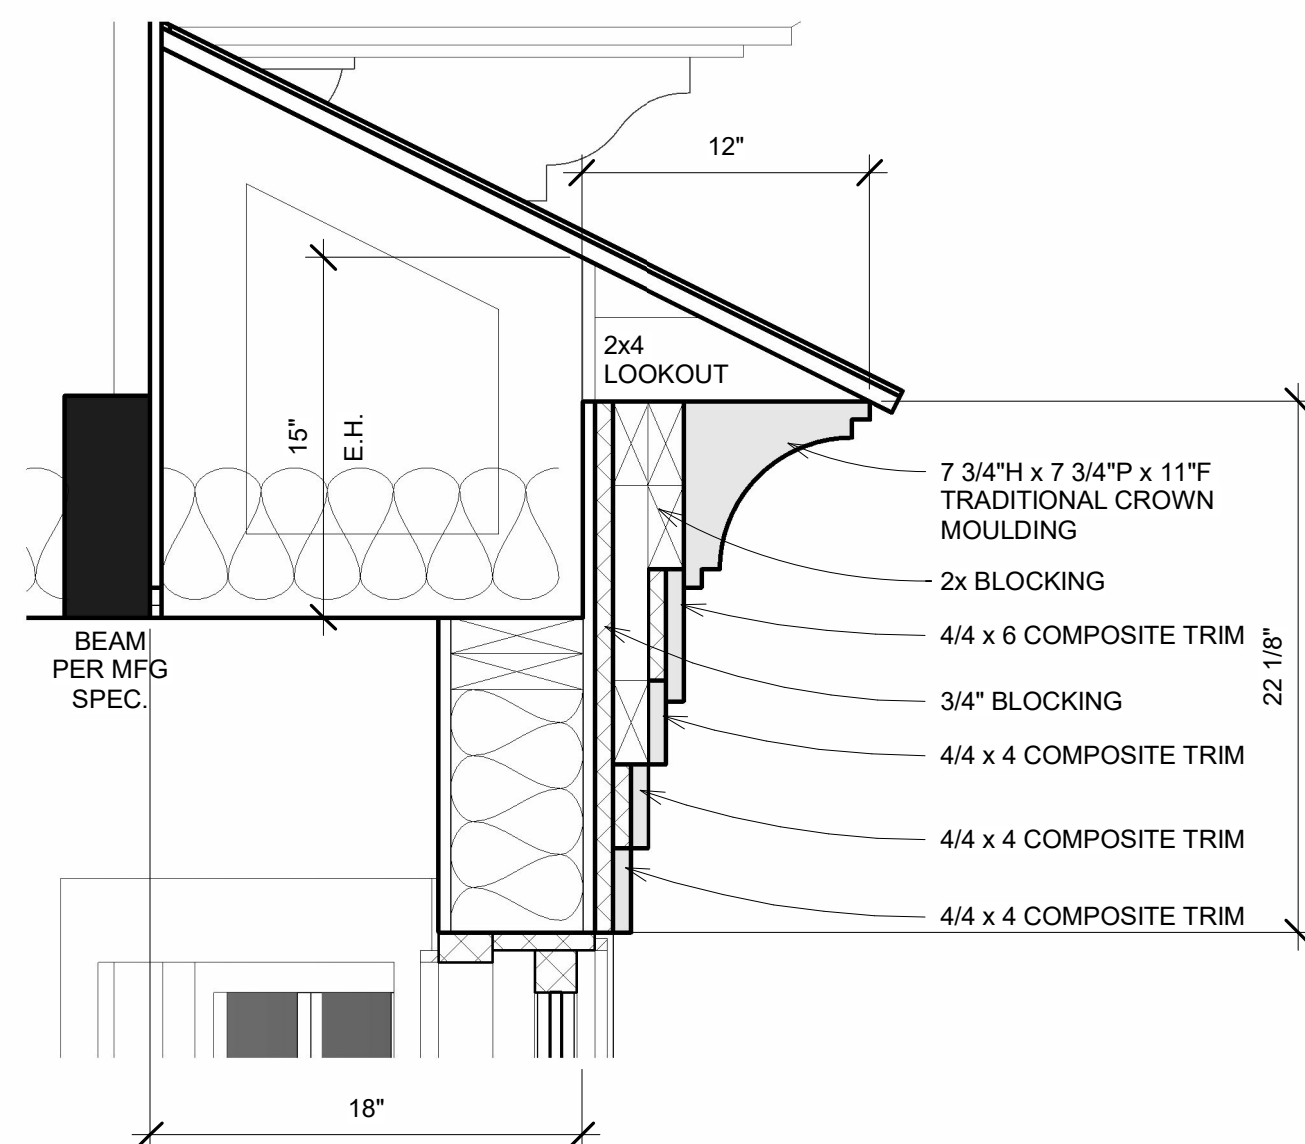 12"
2x4
LOOKOUT
15"
E.H.
7 3/4"H x 7 3/4"P x 11"F
TRADITIONAL CROWN
MOULDING
2x BLOCKING
4/4 x 6 COMPOSITE TRIM
BEAM
PER MFG
SPEC.
22 1/8"
3/4" BLOCKING
4/4 x 4 COMPOSITE TRIM
4/4 x 4 COMPOSITE TRIM
4/4 x 4 COMPOSITE TRIM
18"